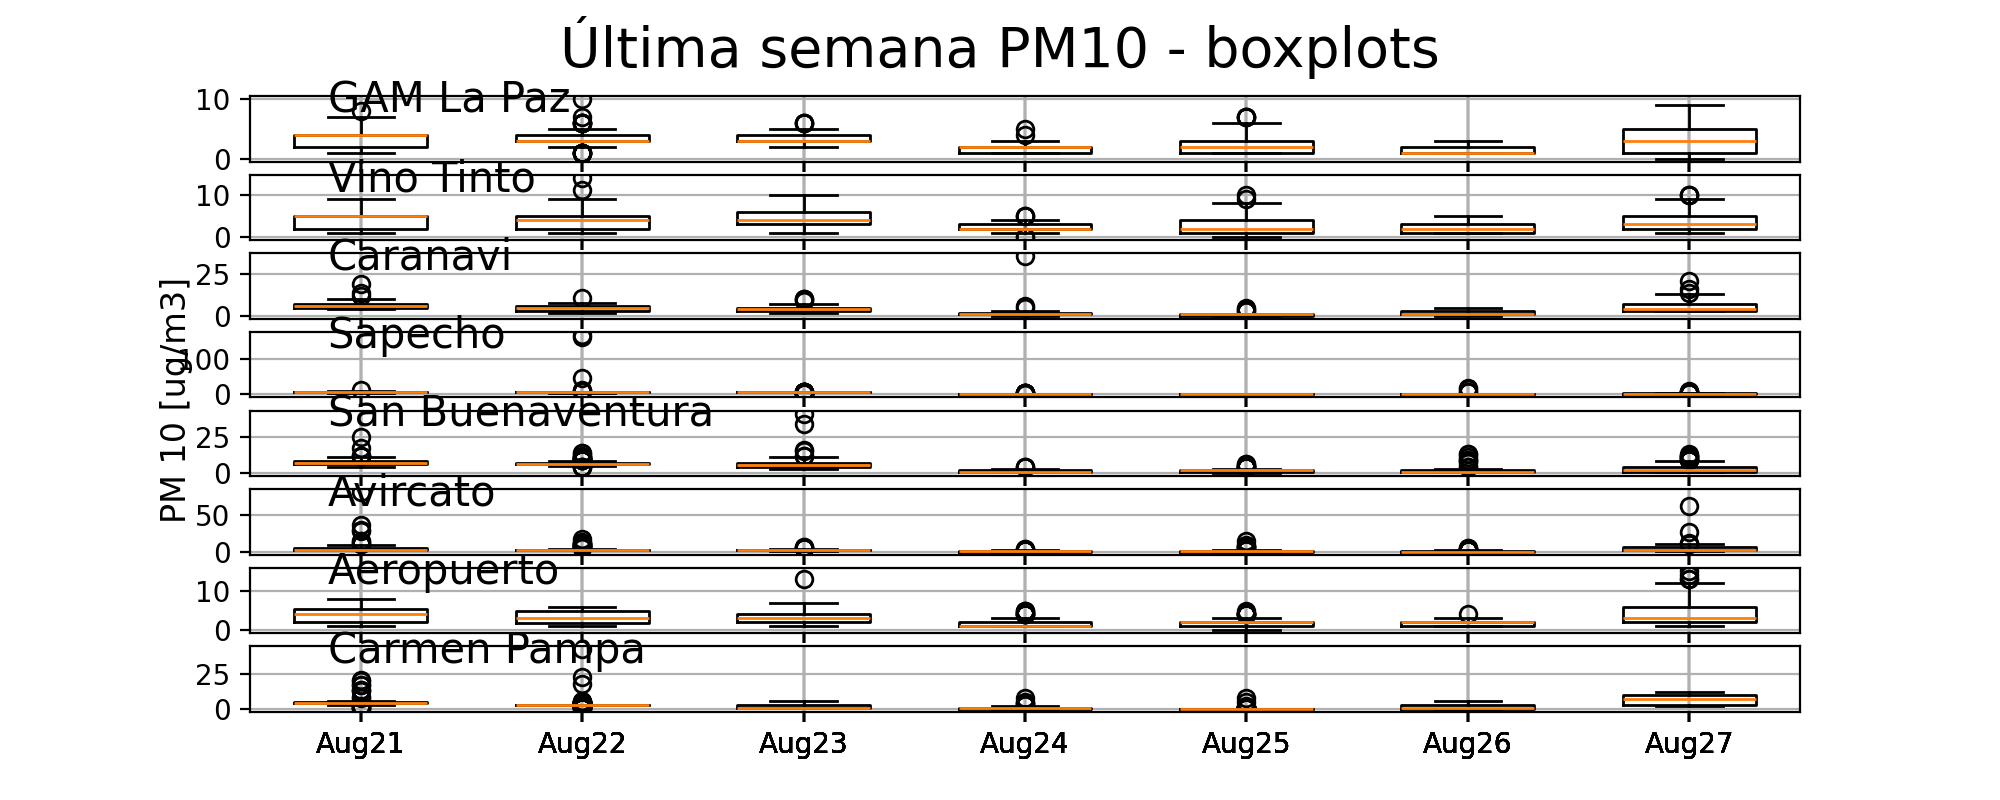 Última semana PM10 - boxplots
GAM La Paz
10
0
Vino Tinto
10
0
Caranavi
25
0
Sapecho
100
0
San Buenaventura
25
0
Avircato
50
0
Aeropuerto
10
0
Carmen Pampa
25
0
PM 10 [ug/m3]
Aug21 Aug22 Aug23 Aug24 Aug25 Aug26 Aug27